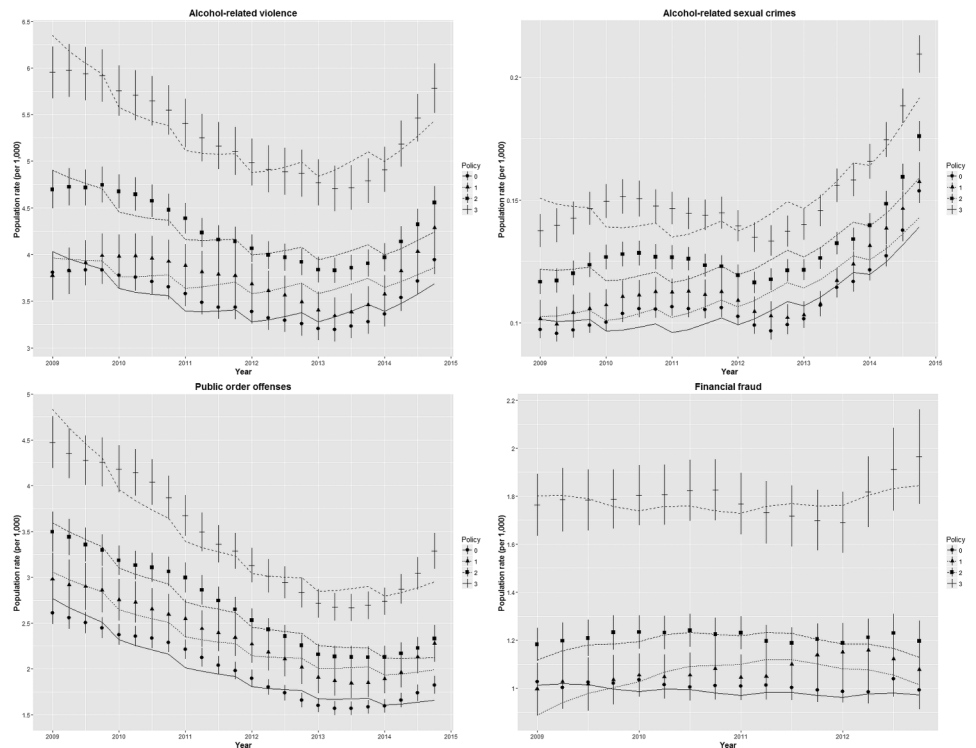 Alcohol-related violence
6.5
6
5.5
5
4.5
4
3.5
3
Population rate (per 1,000)
2009 2010 2011 2012 2013 2014 2015
Year
Policy
0
1
2
3
Alcohol-related sexual crimes
0.2
0.15
0.1
Population rate (per 1,000)
2009 2010 2011 2012 2013 2014 2015
Year
Policy
0
1
2
3
Public order offenses
5
4.5
4
3.5
3
2.5
2
1.5
Population rate (per 1,000)
2009 2010 2011 2012 2013 2014 2015
Year
Policy
0
1
2
3
Financial fraud
2.2
2
1.8
1.6
1.4
1.2
1
Population rate (per 1,000)
2009 2010 2011 2012
Year
Policy
0
1
2
3